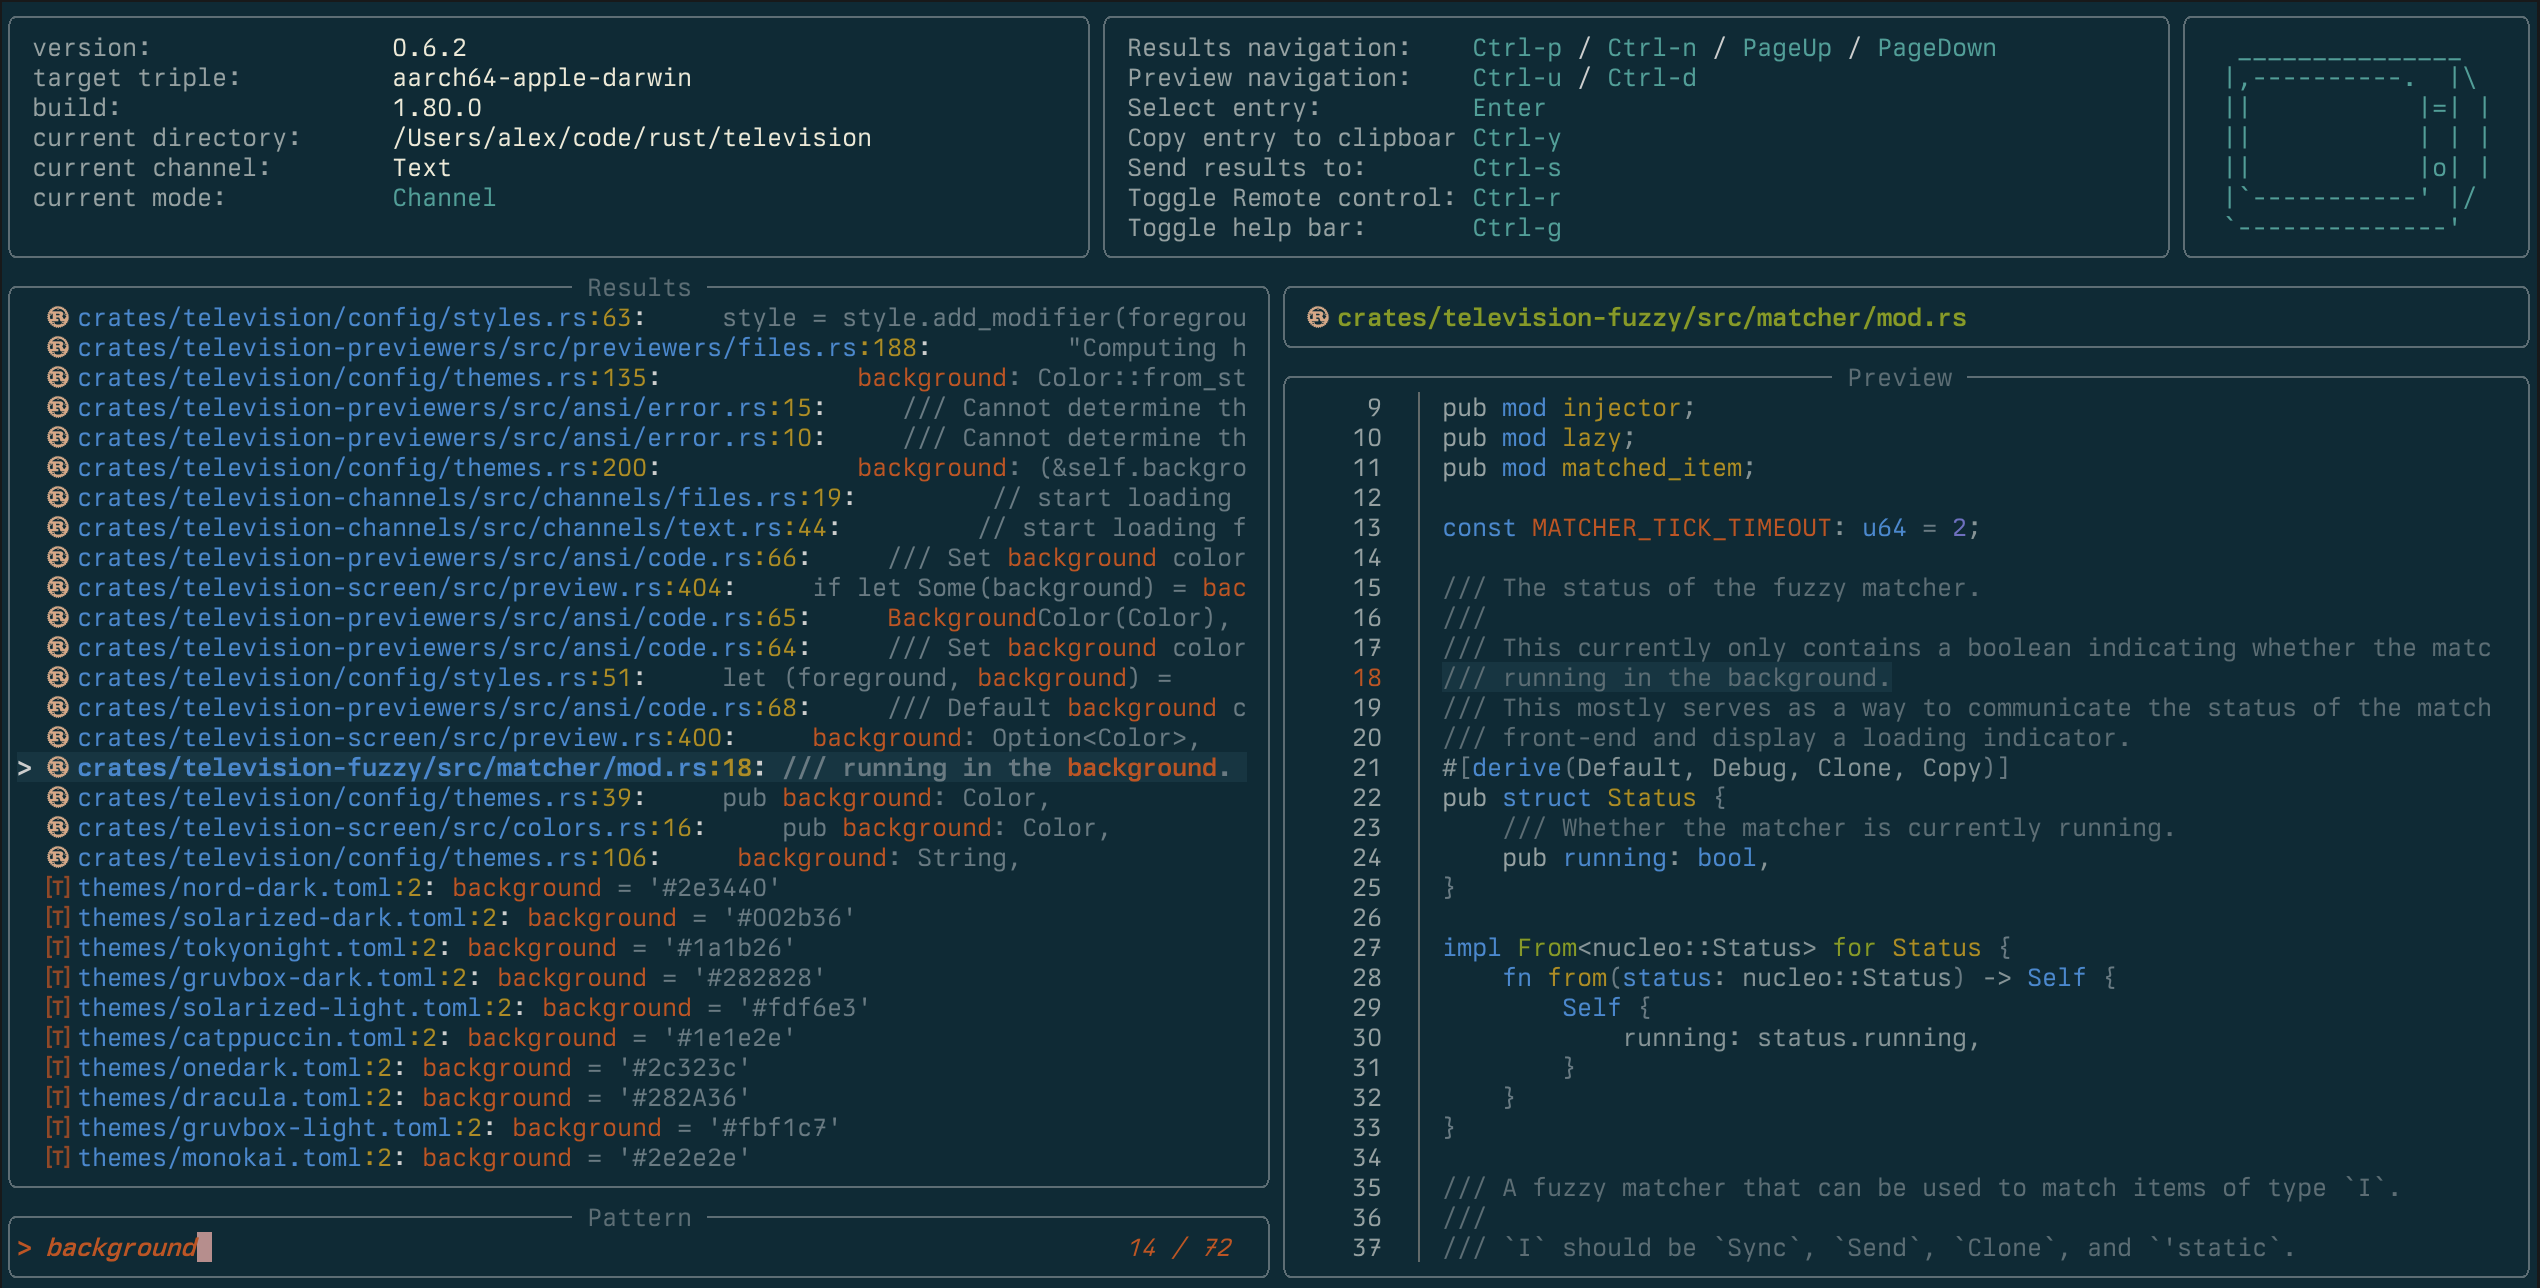 version: 0.6.2
target triple: aarch64-apple-darwin
build: 1.80.0
current directory: /Users/alex/code/rust/television
current channel: Text
current mode: Channel
Results navigation: Ctrl-p / Ctrl-n / PageUp / PageDown
Preview navigation: Ctrl-u / Ctrl-d
Select entry: Enter
Copy entry to clipboar Ctrl-y
Send results to: Ctrl-s
Toggle Remote control: Ctrl-r
Toggle help bar: Ctrl-g
Results
crates/television/config/styles.rs:63: style = style.add_modifier(foregrou
crates/television-previewers/src/previewers/files.rs:188: "Computing h
crates/television/config/themes.rs:135: background: Color::from_st
crates/television-previewers/src/ansi/error.rs:15: /// Cannot determine th
crates/television-previewers/src/ansi/error.rs:10: /// Cannot determine th
crates/television/config/themes.rs:200: background: (&self.backgro
crates/television-channels/src/channels/files.rs:19: // start loading
crates/television-channels/src/channels/text.rs:44: // start loading f
crates/television-previewers/src/ansi/code.rs:66: /// Set background color
crates/television-screen/src/preview.rs:404: if let Some(background) = bac
crates/television-previewers/src/ansi/code.rs:65: BackgroundColor(Color),
crates/television-previewers/src/ansi/code.rs:64: /// Set background color
crates/television/config/styles.rs:51: let (foreground, background) =
crates/television-previewers/src/ansi/code.rs:68: /// Default background c
crates/television-screen/src/preview.rs:400: background: Option<Color>,
> crates/television-fuzzy/src/matcher/mod.rs:18: /// running in the background.
crates/television/config/themes.rs:39: pub background: Color,
crates/television-screen/src/colors.rs:16: pub background: Color,
crates/television/config/themes.rs:106: background: String,
[T] themes/nord-dark.toml:2: background = '#2e3440'
[T] themes/solarized-dark.toml:2: background = '#002b36'
[T] themes/tokyonight.toml:2: background = '#1a1b26'
[T] themes/gruvbox-dark.toml:2: background = '#282828'
[T] themes/solarized-light.toml:2: background = '#fdf6e3'
[T] themes/catppuccin.toml:2: background = '#1e1e2e'
[T] themes/onedark.toml:2: background = '#2c323c'
[T] themes/dracula.toml:2: background = '#282A36'
[T] themes/gruvbox-light.toml:2: background = '#fbf1c7'
[T] themes/monokai.toml:2: background = '#2e2e2e'
Pattern
> background 14 / 72
crates/television-fuzzy/src/matcher/mod.rs
Preview
9 pub mod injector;
10 pub mod lazy;
11 pub mod matched_item;
12
13 const MATCHER_TICK_TIMEOUT: u64 = 2;
14
15 /// The status of the fuzzy matcher.
16 ///
17 /// This currently only contains a boolean indicating whether the matc
18 /// running in the background.
19 /// This mostly serves as a way to communicate the status of the match
20 /// front-end and display a loading indicator.
21 #[derive(Default, Debug, Clone, Copy)]
22 pub struct Status {
23 /// Whether the matcher is currently running.
24 pub running: bool,
25 }
26
27 impl From<nucleo::Status> for Status {
28 fn from(status: nucleo::Status) -> Self {
29 Self {
30 running: status.running,
31 }
32 }
33 }
34
35 /// A fuzzy matcher that can be used to match items of type `I`.
36 ///
37 /// `I` should be `Sync`, `Send`, `Clone`, and `'static`.